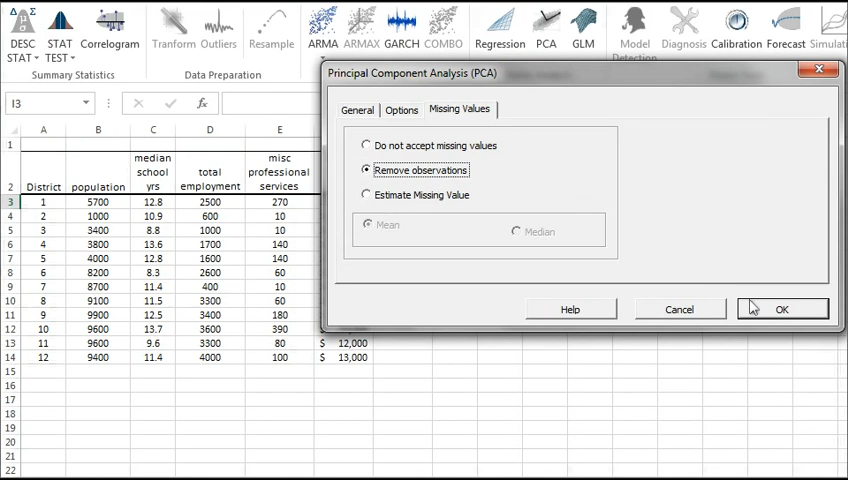 DESC STAT TEST Correlogram Tranform Outliers Resample ARMA ARMAX GARCH COMBO Regression PCA GLM Model Detection Diagnosis Calibration Forecast
STAT
Summary Statistics Data Preparation
Principal Component Analysis (PCA)
General Options Missing Values
Do not accept missing values
Remove observations
Estimate Missing Value
Mean Median
Help Cancel OK
I3 fx
A B C D E
1
2 District population median school yrs total employment misc professional services
3 1 5700 12.8 2500 270
4 2 1000 10.9 600 10
5 3 3400 8.8 1000 10
6 4 3800 13.6 1700 140
7 5 4000 12.8 1600 140
8 6 8200 8.3 2600 60
9 7 8700 11.4 400 10
10 8 9100 11.5 3300 60
11 9 9900 12.5 3400 180
12 10 9600 13.7 3600 390
13 11 9600 9.6 3300 80 $ 12,000
14 12 9400 11.4 4000 100 $ 13,000
15
16
17
18
19
20
21
22